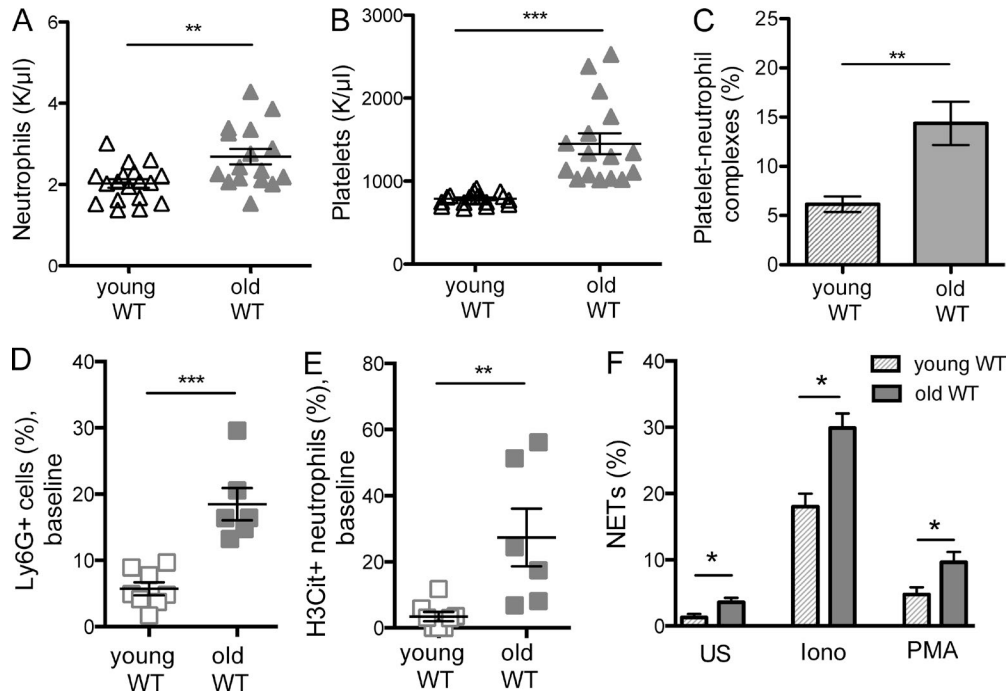 A
Neutrophils (K/µl)
6
4
2
0
**
young
WT
old
WT
B
Platelets (K/µl)
3000
2000
1000
0
***
young
WT
old
WT
C
Platelet-neutrophil
complexes (%)
25
20
15
10
5
0
**
young
WT
old
WT
D
Ly6G+ cells (%),
baseline
40
30
20
10
0
***
young
WT
old
WT
E
H3Cit+ neutrophils (%),
baseline
80
60
40
20
0
**
young
WT
old
WT
F
NETs (%)
40
30
20
10
0
young WT
old WT
*
*
*
US
Iono
PMA